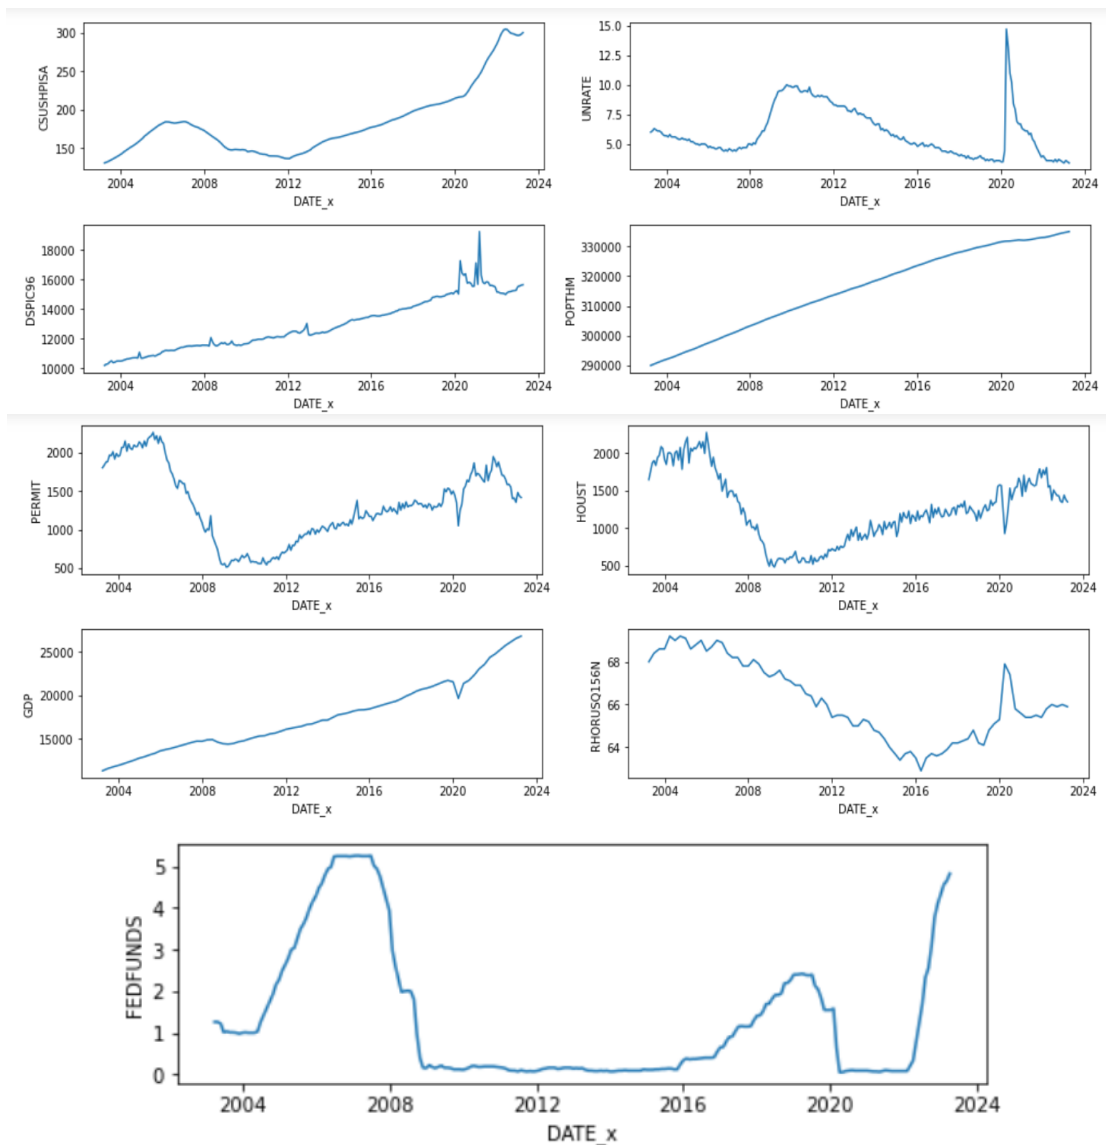 CSUSHPISA
300
250
200
150
2004 2008 2012 2016 2020 2024
DATE_x
UNRATE
15.0
12.5
10.0
7.5
5.0
2004 2008 2012 2016 2020 2024
DATE_x
DSPIC96
18000
16000
14000
12000
10000
2004 2008 2012 2016 2020 2024
DATE_x
POPTHM
330000
320000
310000
300000
290000
2004 2008 2012 2016 2020 2024
DATE_x
PERMIT
2000
1500
1000
500
2004 2008 2012 2016 2020 2024
DATE_x
HOUST
2000
1500
1000
500
2004 2008 2012 2016 2020 2024
DATE_x
GDP
25000
20000
15000
2004 2008 2012 2016 2020 2024
DATE_x
RHORUSQ156N
68
66
64
2004 2008 2012 2016 2020 2024
DATE_x
FEDFUNDS
5
4
3
2
1
0
2004 2008 2012 2016 2020 2024
DATE_x